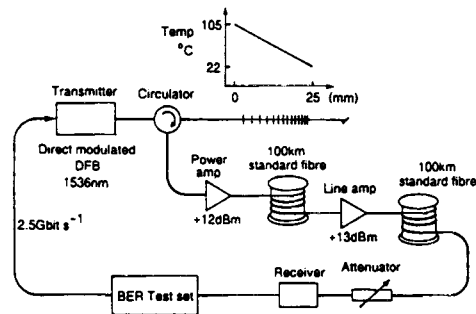 Temp
°C
105
22
0
25
(mm)
Transmitter
Circulator
Direct modulated
DFB
1536nm
Power
amp
+12dBm
100km
standard fibre
Line amp
+13dBm
100km
standard fibre
2.5Gbit s⁻¹
BER Test set
Receiver
Attenuator